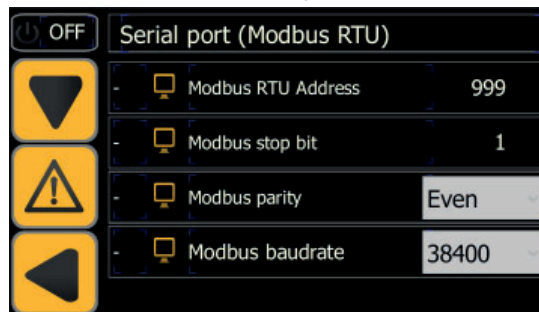 OFF Serial port (Modbus RTU)
- Modbus RTU Address 999
- Modbus stop bit 1
- Modbus parity Even
- Modbus baudrate 38400